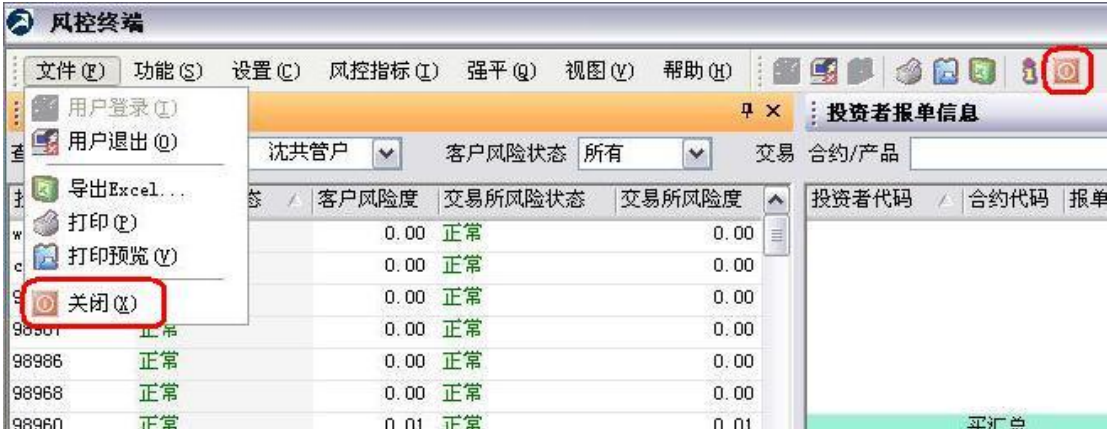 风控终端
文件(F) 功能(S) 设置(C) 风控指标(I) 强平(Q) 视图(V) 帮助(H)
用户登录(I)
用户退出(O)
导出Excel...
打印(P)
打印预览(V)
关闭(X)
投资者报单信息
沈共管户 客户风险状态 所有 交易 合约/产品
客户风险度 交易所风险状态 交易所风险度 投资者代码 合约代码 报单
0.00 正常 0.00
0.00 正常 0.00
0.00 正常 0.00
正常 0.00 正常 0.00
98986 正常 0.00 正常 0.00
98968 正常 0.00 正常 0.00
98960 正常 0.01 正常 0.01
买汇总